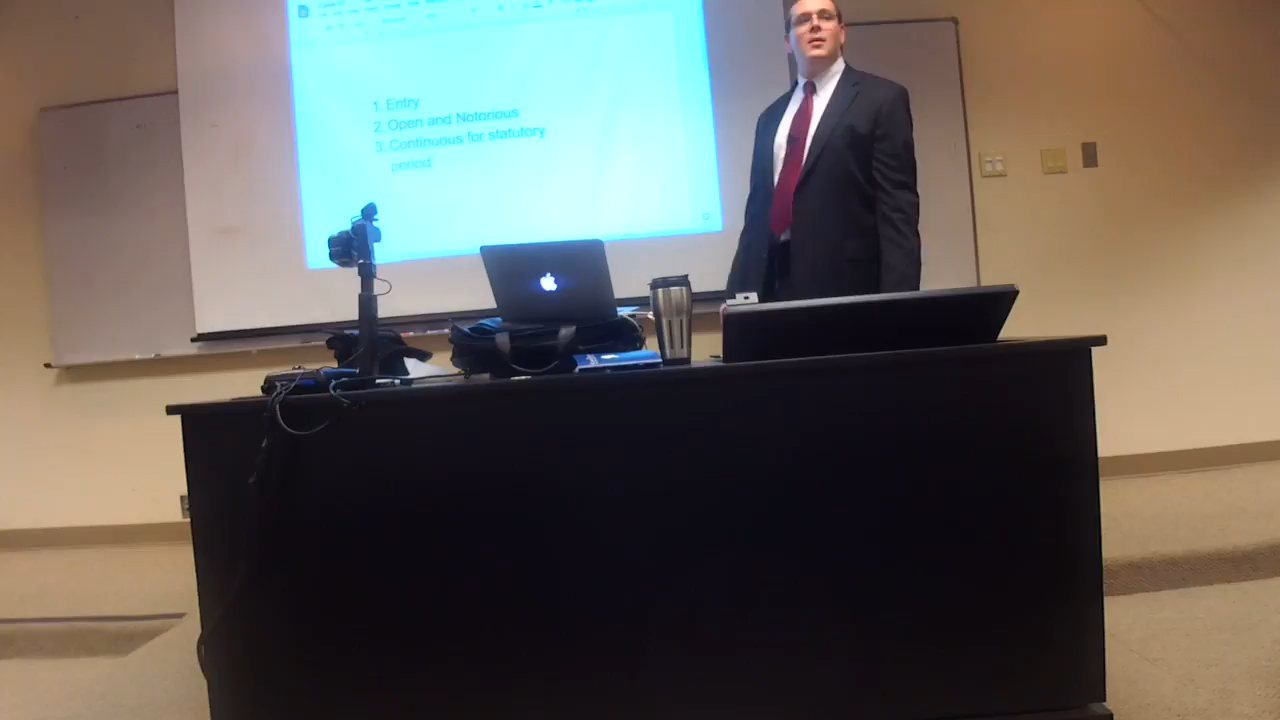 1. Entry
2. Open and Notorious
3. Continuous for statutory
period